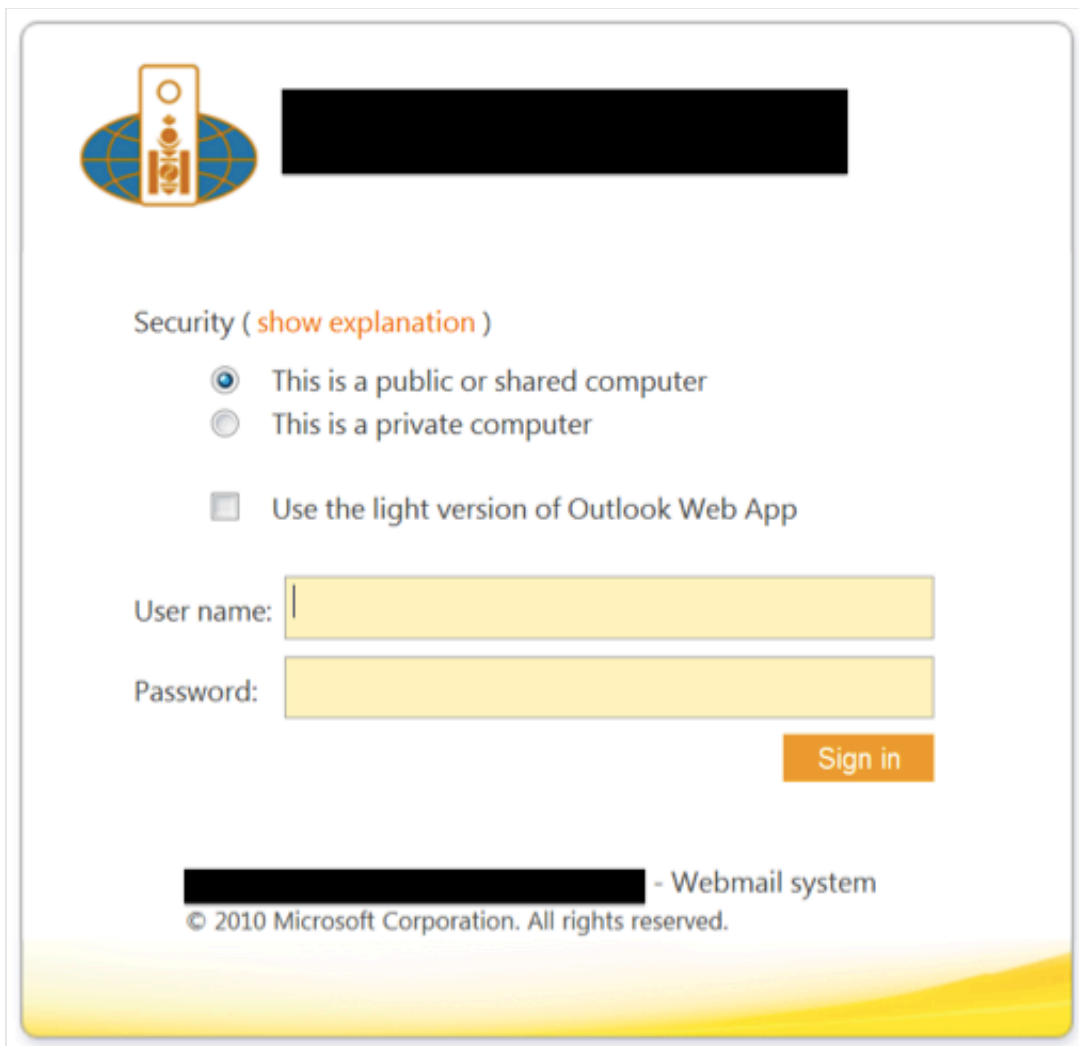 Security ( show explanation )
This is a public or shared computer
This is a private computer
Use the light version of Outlook Web App
User name:
Password:
Sign in
- Webmail system
© 2010 Microsoft Corporation. All rights reserved.